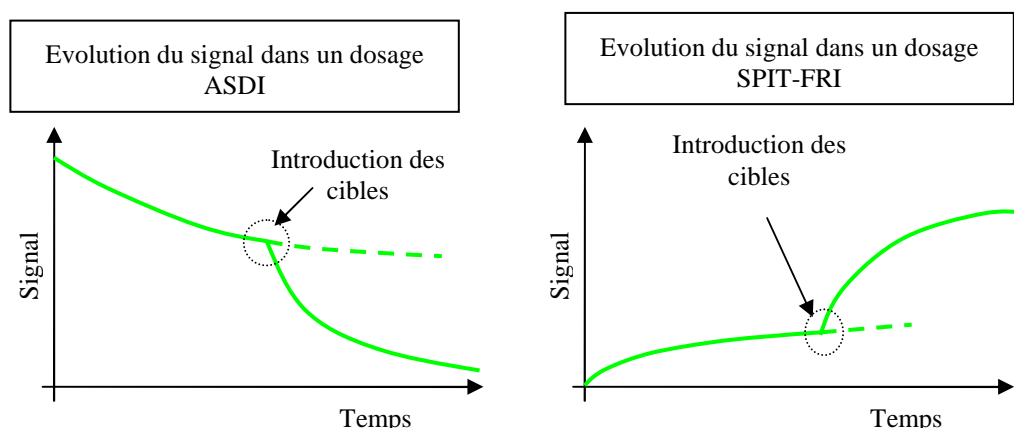 Evolution du signal dans un dosage
ASDI
Introduction des
cibles
Signal
Temps
Evolution du signal dans un dosage
SPIT-FRI
Introduction des
cibles
Signal
Temps